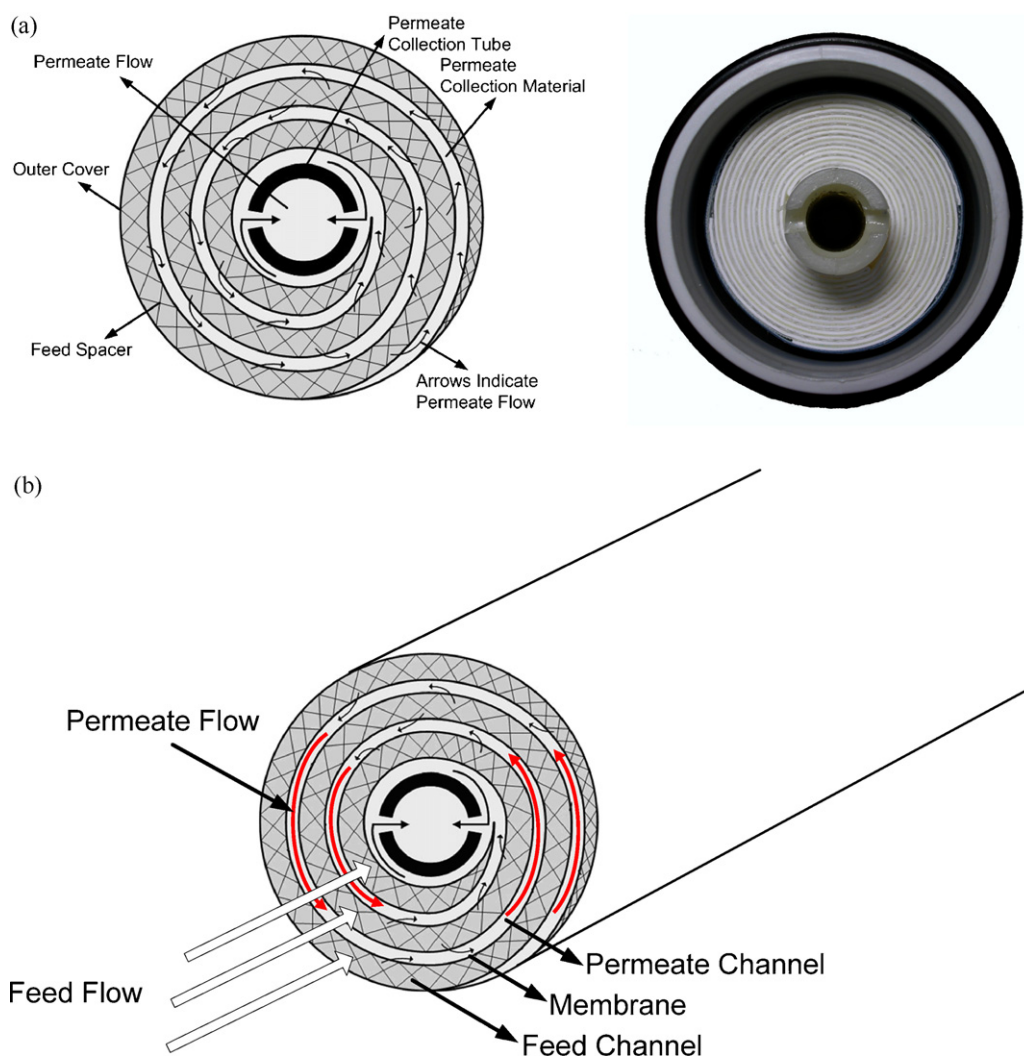 (a)
Permeate
Collection Tube
Permeate Flow
Permeate
Collection Material
Outer Cover
Feed Spacer
Arrows Indicate
Permeate Flow
(b)
Permeate Flow
Feed Flow
Permeate Channel
Membrane
Feed Channel